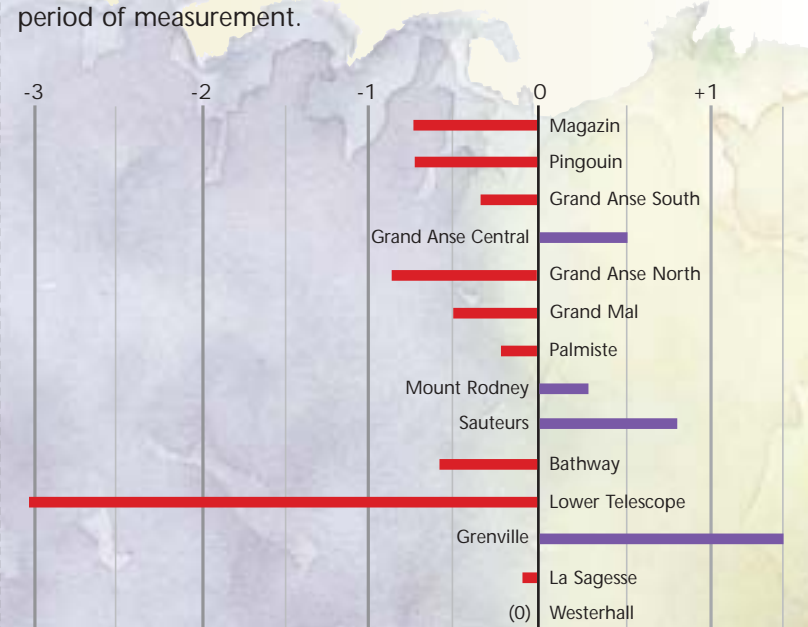 period of measurement.
-3 -2 -1 0 +1
Magazin
Pingouin
Grand Anse South
Grand Anse Central
Grand Anse North
Grand Mal
Palmiste
Mount Rodney
Sauteurs
Bathway
Lower Telescope
Grenville
La Sagesse
(0) Westerhall